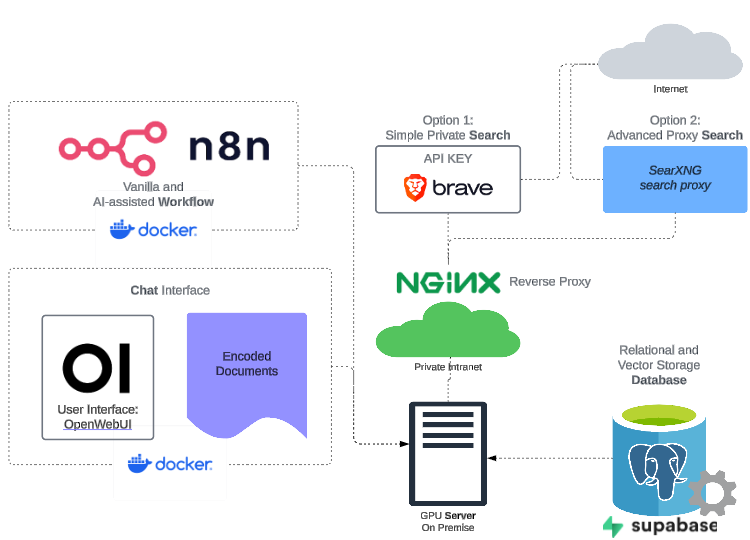 Internet
Option 1:
Simple Private Search
Option 2:
Advanced Proxy Search
n8n
API KEY
brave
SearXNG
search proxy
Vanilla and
AI-assisted Workflow
docker
NGINX
Reverse Proxy
Chat Interface
Private Intranet
Encoded
Documents
OI
User Interface:
OpenWebUI
Relational and
Vector Storage
Database
docker
GPU Server
On Premise
supabase